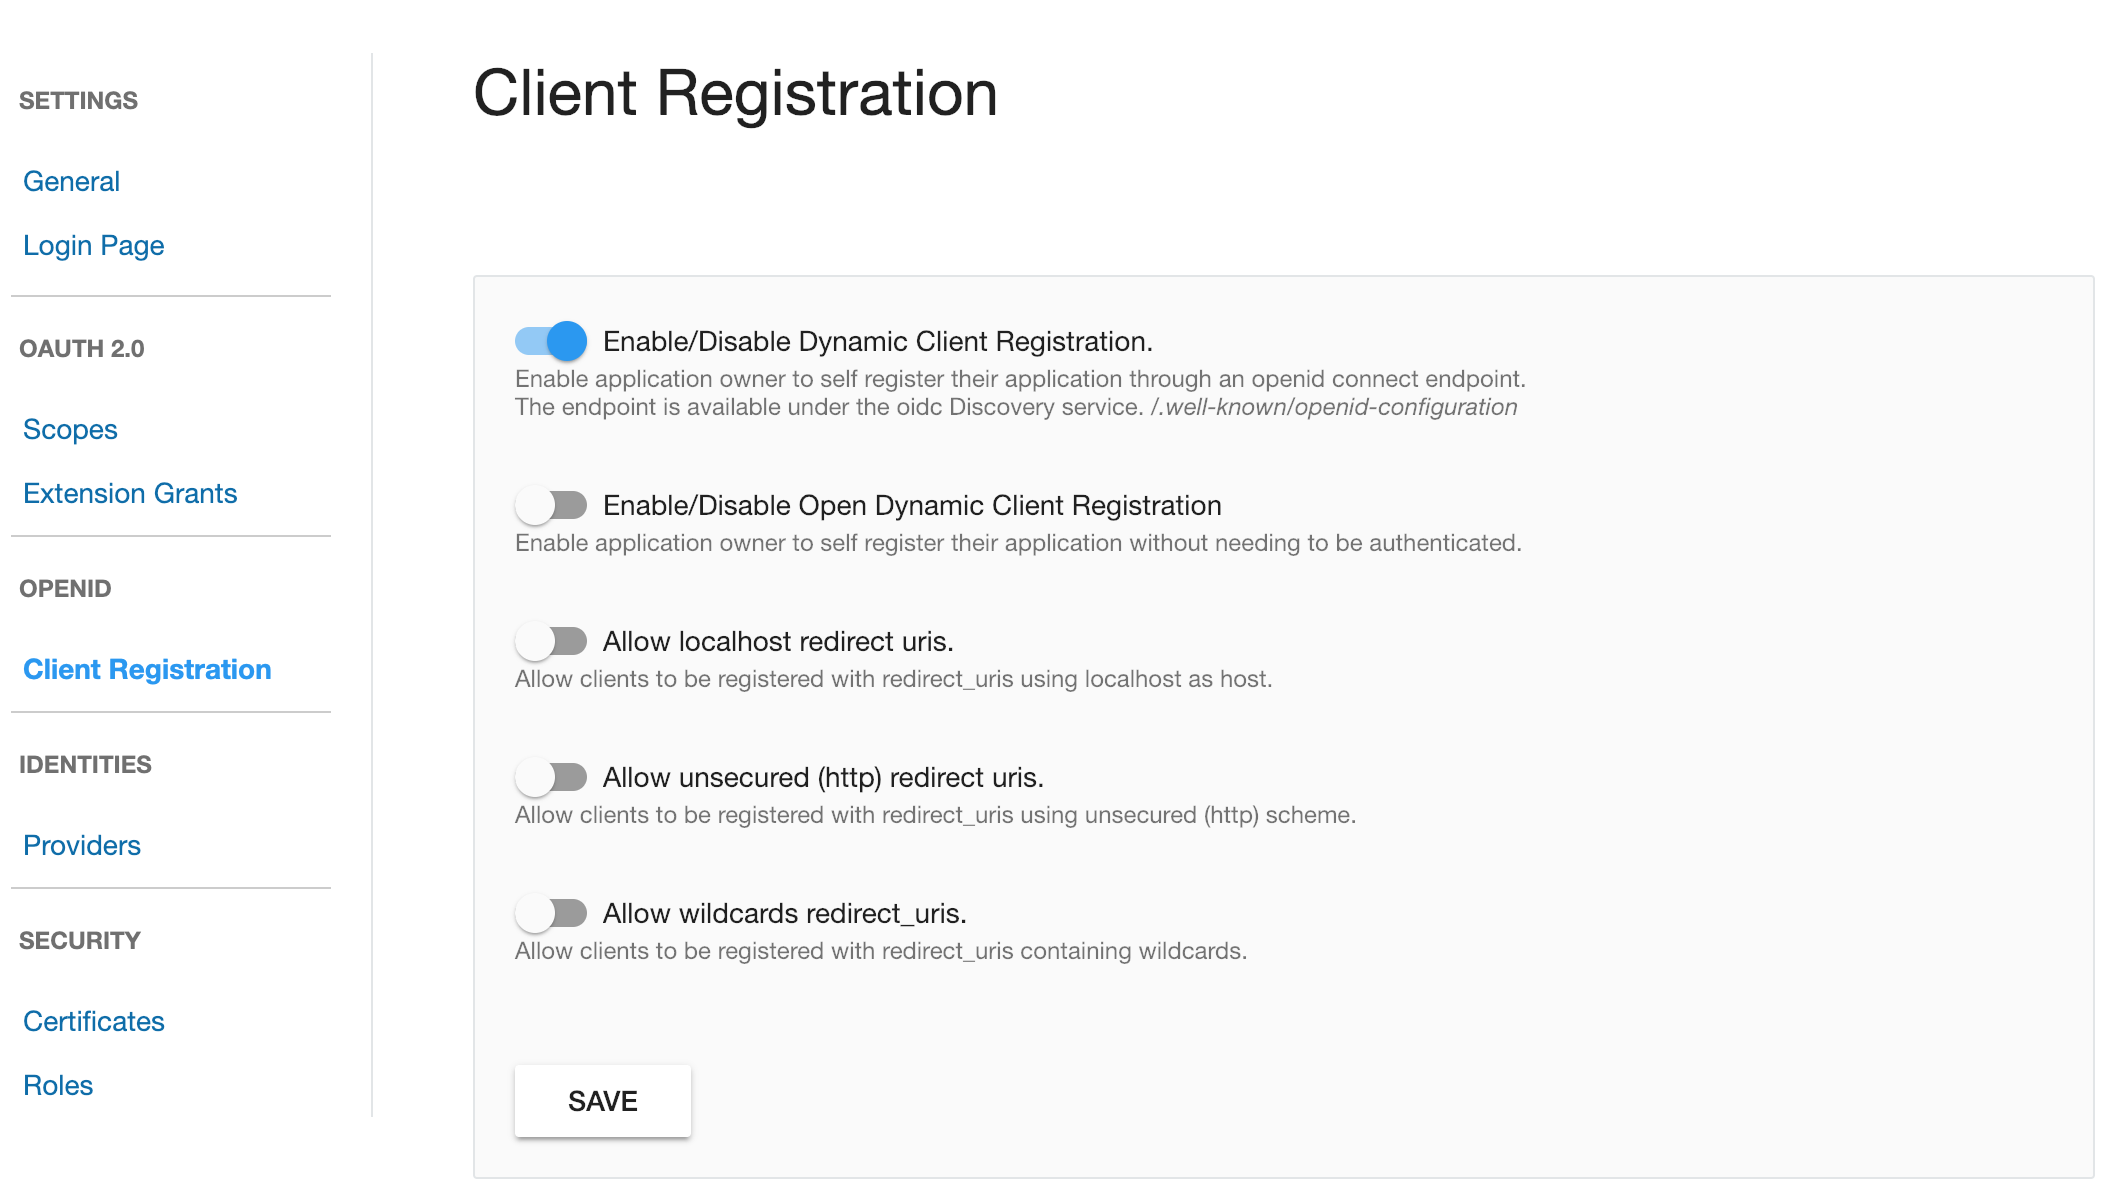 SETTINGS
General
Login Page
OAUTH 2.0
Scopes
Extension Grants
OPENID
Client Registration
IDENTITIES
Providers
SECURITY
Certificates
Roles
Client Registration
Enable/Disable Dynamic Client Registration.
Enable application owner to self register their application through an openid connect endpoint.
The endpoint is available under the oidc Discovery service. /.well-known/openid-configuration
Enable/Disable Open Dynamic Client Registration
Enable application owner to self register their application without needing to be authenticated.
Allow localhost redirect uris.
Allow clients to be registered with redirect_uris using localhost as host.
Allow unsecured (http) redirect uris.
Allow clients to be registered with redirect_uris using unsecured (http) scheme.
Allow wildcards redirect_uris.
Allow clients to be registered with redirect_uris containing wildcards.
SAVE